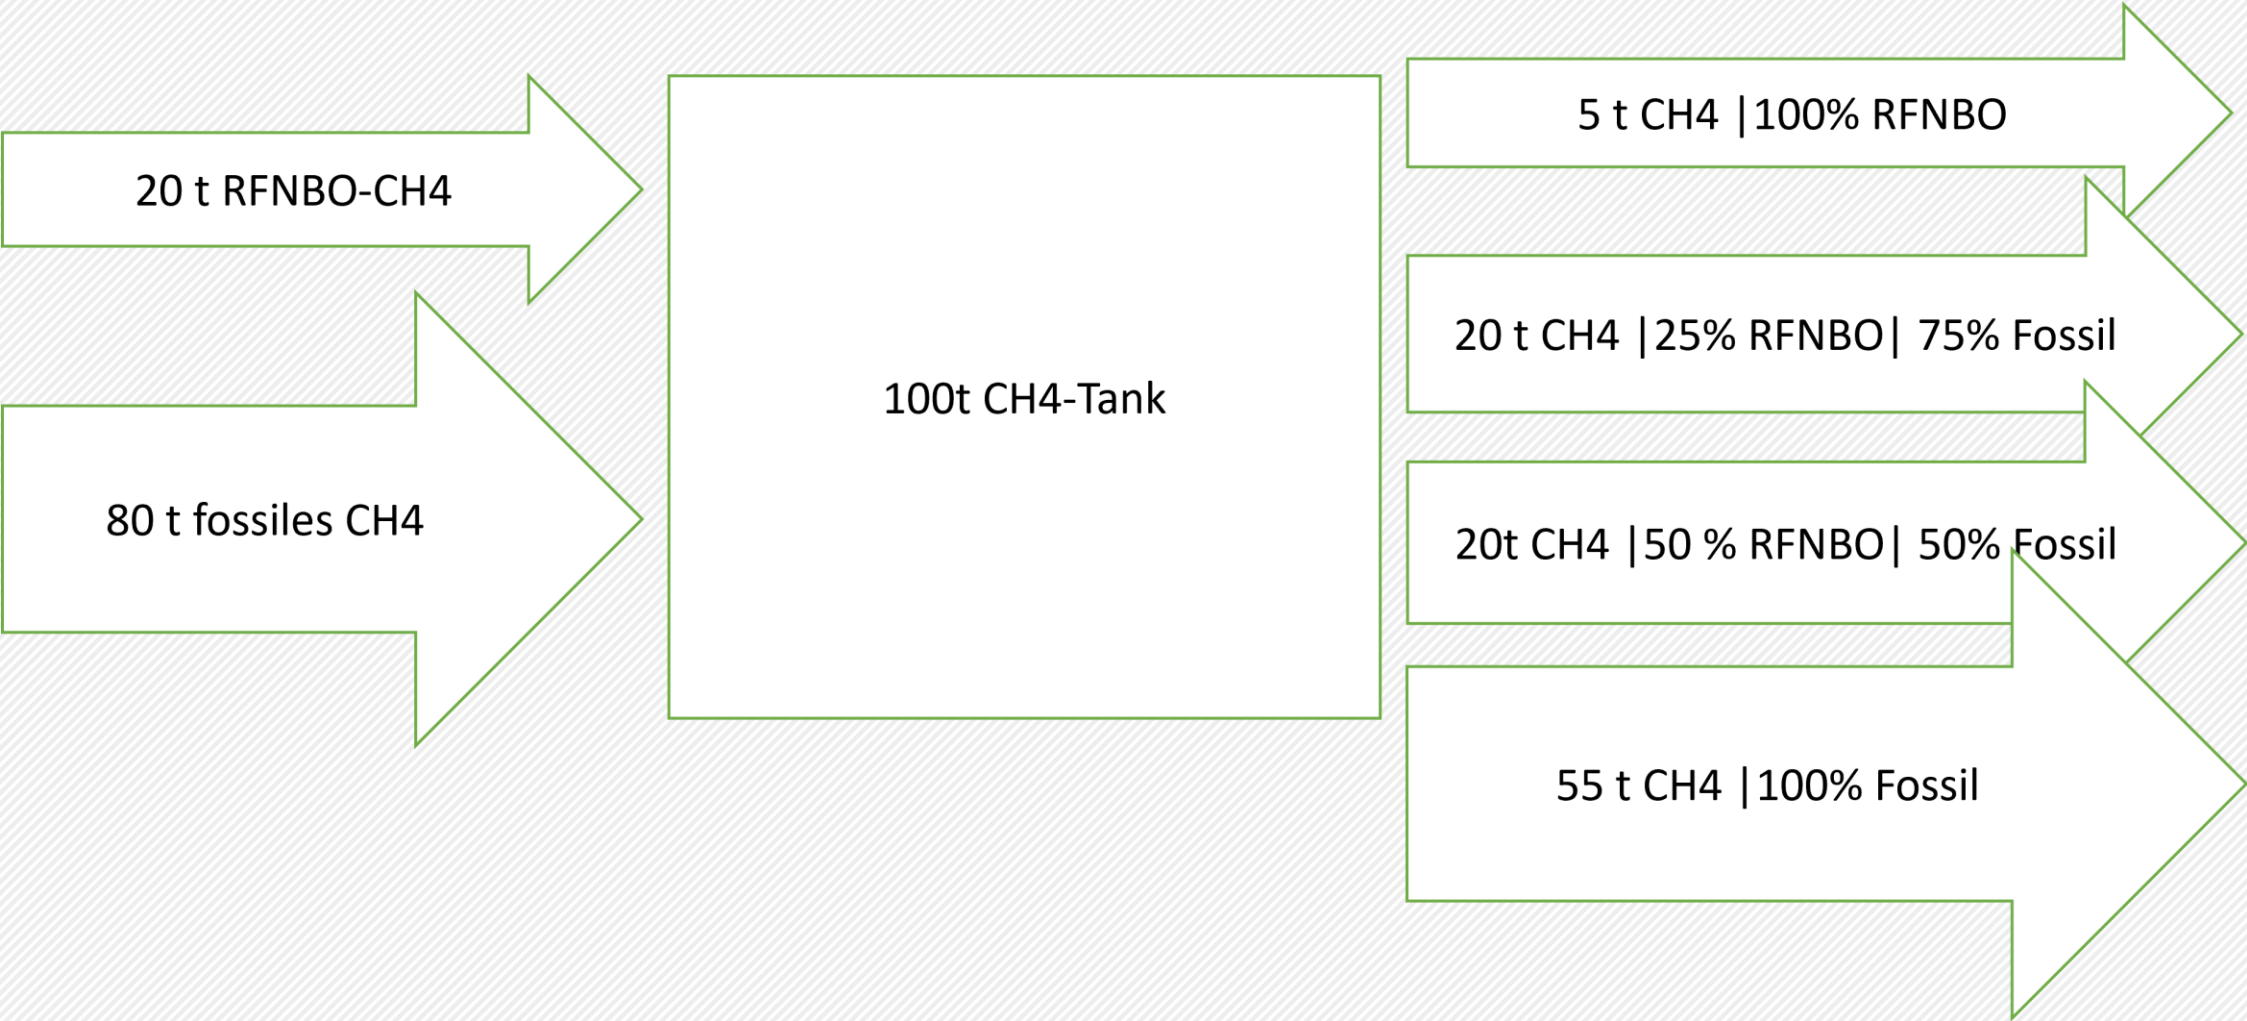 20 t RFNBO-CH4
80 t fossiles CH4
100t CH4-Tank
5 t CH4 |100% RFNBO
20 t CH4 |25% RFNBO| 75% Fossil
20t CH4 |50 % RFNBO| 50% Fossil
55 t CH4 |100% Fossil